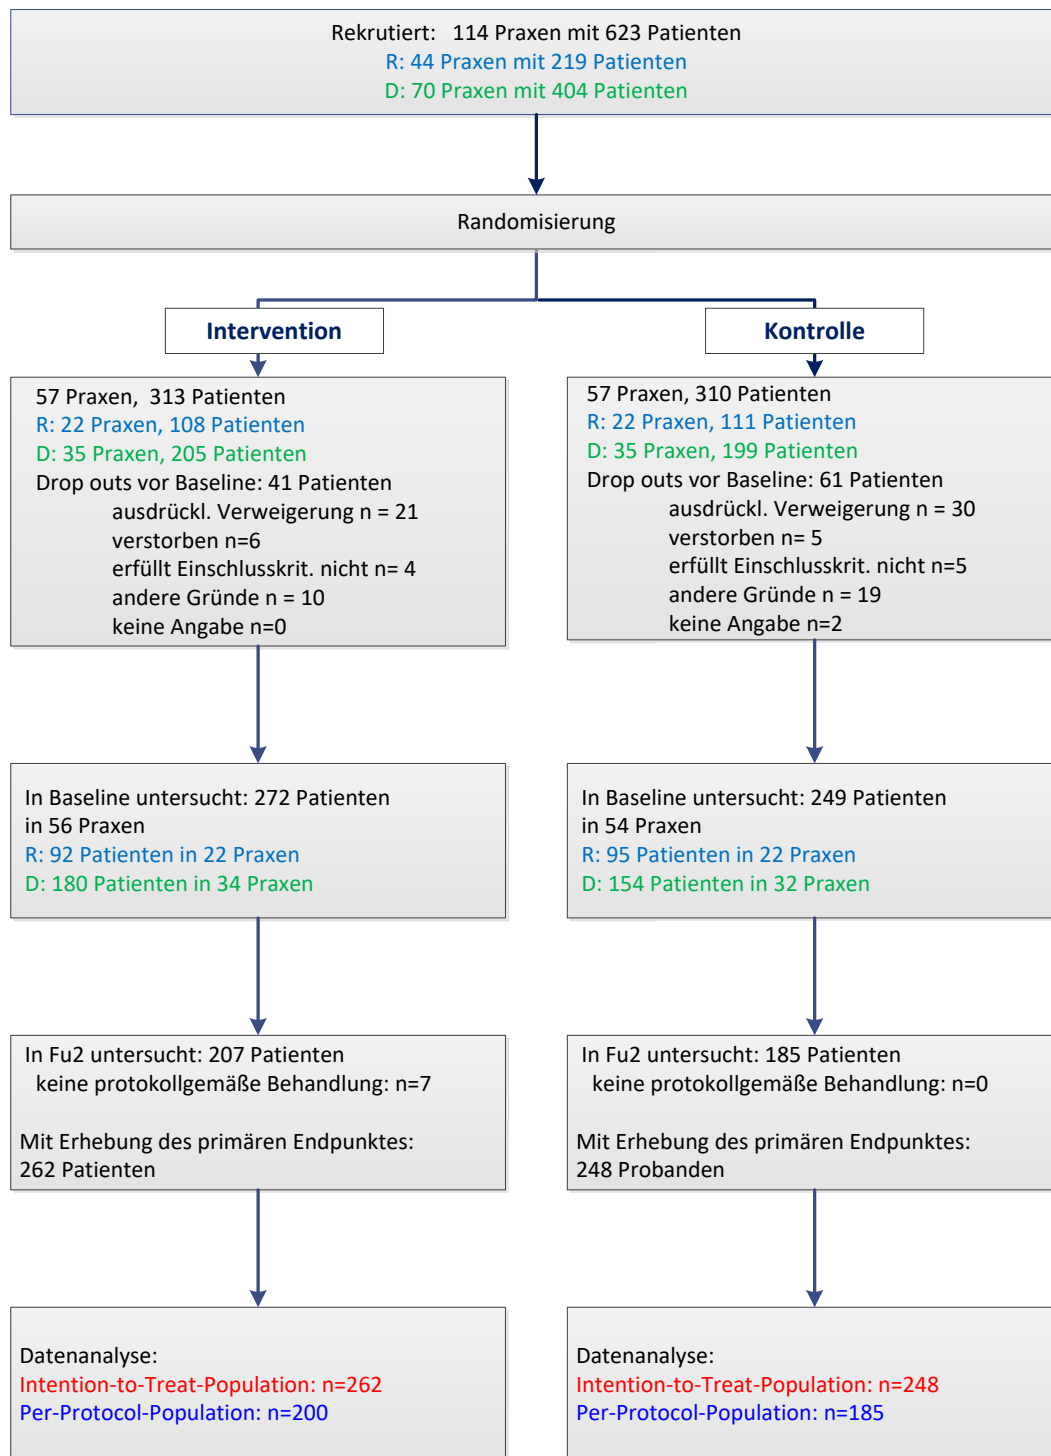 Rekrutiert:   114 Praxen mit 623 Patienten
R: 44 Praxen mit 219 Patienten
D: 70 Praxen mit 404 Patienten
Randomisierung
Intervention
57 Praxen,  313 Patienten
R: 22 Praxen, 108 Patienten
D: 35 Praxen, 205 Patienten
Drop outs vor Baseline: 41 Patienten
ausdrückl. Verweigerung n = 21
verstorben n=6
erfüllt Einschlusskrit. nicht n= 4
andere Gründe n = 10
keine Angabe n=0
Kontrolle
57 Praxen, 310 Patienten
R: 22 Praxen, 111 Patienten
D: 35 Praxen, 199 Patienten
Drop outs vor Baseline: 61 Patienten
ausdrückl. Verweigerung n = 30
verstorben n= 5
erfüllt Einschlusskrit. nicht n=5
andere Gründe n = 19
keine Angabe n=2
In Baseline untersucht: 272 Patienten
in 56 Praxen
R: 92 Patienten in 22 Praxen
D: 180 Patienten in 34 Praxen
In Baseline untersucht: 249 Patienten
in 54 Praxen
R: 95 Patienten in 22 Praxen
D: 154 Patienten in 32 Praxen
In Fu2 untersucht: 207 Patienten
keine protokollgemäße Behandlung: n=7
Mit Erhebung des primären Endpunktes:
262 Patienten
In Fu2 untersucht: 185 Patienten
keine protokollgemäße Behandlung: n=0
Mit Erhebung des primären Endpunktes:
248 Probanden
Datenanalyse:
Intention-to-Treat-Population: n=262
Per-Protocol-Population: n=200
Datenanalyse:
Intention-to-Treat-Population: n=248
Per-Protocol-Population: n=185